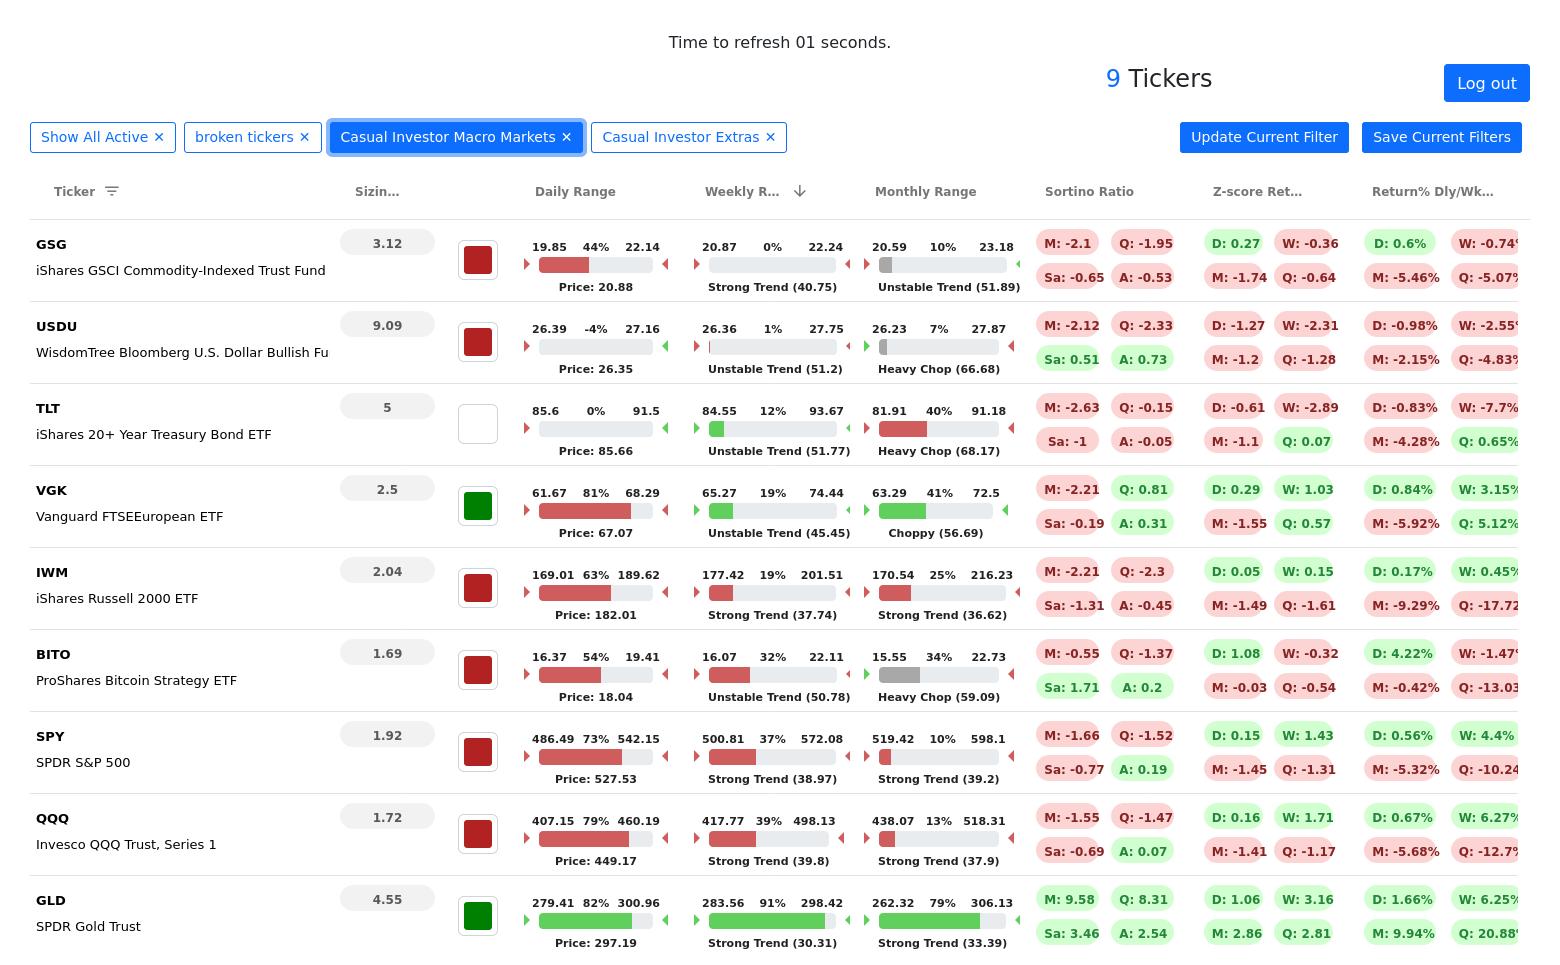 Time to refresh 01 seconds.
9 Tickers
Log out
Show All Active ✕ broken tickers ✕ Casual Investor Macro Markets ✕ Casual Investor Extras ✕ Update Current Filter Save Current Filters
Ticker Sizin... Daily Range Weekly R... Monthly Range Sortino Ratio Z-score Ret... Return% Dly/Wk...
GSG 3.12 19.85 44% 22.14 20.87 0% 22.24 20.59 10% 23.18 M: -2.1 Q: -1.95 D: 0.27 W: -0.36 D: 0.6% W: -0.74%
iShares GSCI Commodity-Indexed Trust Fund Sa: -0.65 A: -0.53 M: -1.74 Q: -0.64 M: -5.46% Q: -5.07%
Price: 20.88 Strong Trend (40.75) Unstable Trend (51.89)
USDU 9.09 26.39 -4% 27.16 26.36 1% 27.75 26.23 7% 27.87 M: -2.12 Q: -2.33 D: -1.27 W: -2.31 D: -0.98% W: -2.55%
WisdomTree Bloomberg U.S. Dollar Bullish Fu Sa: 0.51 A: 0.73 M: -1.2 Q: -1.28 M: -2.15% Q: -4.83%
Price: 26.35 Unstable Trend (51.2) Heavy Chop (66.68)
TLT 5 85.6 0% 91.5 84.55 12% 93.67 81.91 40% 91.18 M: -2.63 Q: -0.15 D: -0.61 W: -2.89 D: -0.83% W: -7.7%
iShares 20+ Year Treasury Bond ETF Sa: -1 A: -0.05 M: -1.1 Q: 0.07 M: -4.28% Q: 0.65%
Price: 85.66 Unstable Trend (51.77) Heavy Chop (68.17)
VGK 2.5 61.67 81% 68.29 65.27 19% 74.44 63.29 41% 72.5 M: -2.21 Q: 0.81 D: 0.29 W: 1.03 D: 0.84% W: 3.15%
Vanguard FTSEEuropean ETF Sa: -0.19 A: 0.31 M: -1.55 Q: 0.57 M: -5.92% Q: 5.12%
Price: 67.07 Unstable Trend (45.45) Choppy (56.69)
IWM 2.04 169.01 63% 189.62 177.42 19% 201.51 170.54 25% 216.23 M: -2.21 Q: -2.3 D: 0.05 W: 0.15 D: 0.17% W: 0.45%
iShares Russell 2000 ETF Sa: -1.31 A: -0.45 M: -1.49 Q: -1.61 M: -9.29% Q: -17.72
Price: 182.01 Strong Trend (37.74) Strong Trend (36.62)
BITO 1.69 16.37 54% 19.41 16.07 32% 22.11 15.55 34% 22.73 M: -0.55 Q: -1.37 D: 1.08 W: -0.32 D: 4.22% W: -1.47%
ProShares Bitcoin Strategy ETF Sa: 1.71 A: 0.2 M: -0.03 Q: -0.54 M: -0.42% Q: -13.03
Price: 18.04 Unstable Trend (50.78) Heavy Chop (59.09)
SPY 1.92 486.49 73% 542.15 500.81 37% 572.08 519.42 10% 598.1 M: -1.66 Q: -1.52 D: 0.15 W: 1.43 D: 0.56% W: 4.4%
SPDR S&P 500 Sa: -0.77 A: 0.19 M: -1.45 Q: -1.31 M: -5.32% Q: -10.24
Price: 527.53 Strong Trend (38.97) Strong Trend (39.2)
QQQ 1.72 407.15 79% 460.19 417.77 39% 498.13 438.07 13% 518.31 M: -1.55 Q: -1.47 D: 0.16 W: 1.71 D: 0.67% W: 6.27%
Invesco QQQ Trust, Series 1 Sa: -0.69 A: 0.07 M: -1.41 Q: -1.17 M: -5.68% Q: -12.7%
Price: 449.17 Strong Trend (39.8) Strong Trend (37.9)
GLD 4.55 279.41 82% 300.96 283.56 91% 298.42 262.32 79% 306.13 M: 9.58 Q: 8.31 D: 1.06 W: 3.16 D: 1.66% W: 6.25%
SPDR Gold Trust Sa: 3.46 A: 2.54 M: 2.86 Q: 2.81 M: 9.94% Q: 20.88%
Price: 297.19 Strong Trend (30.31) Strong Trend (33.39)